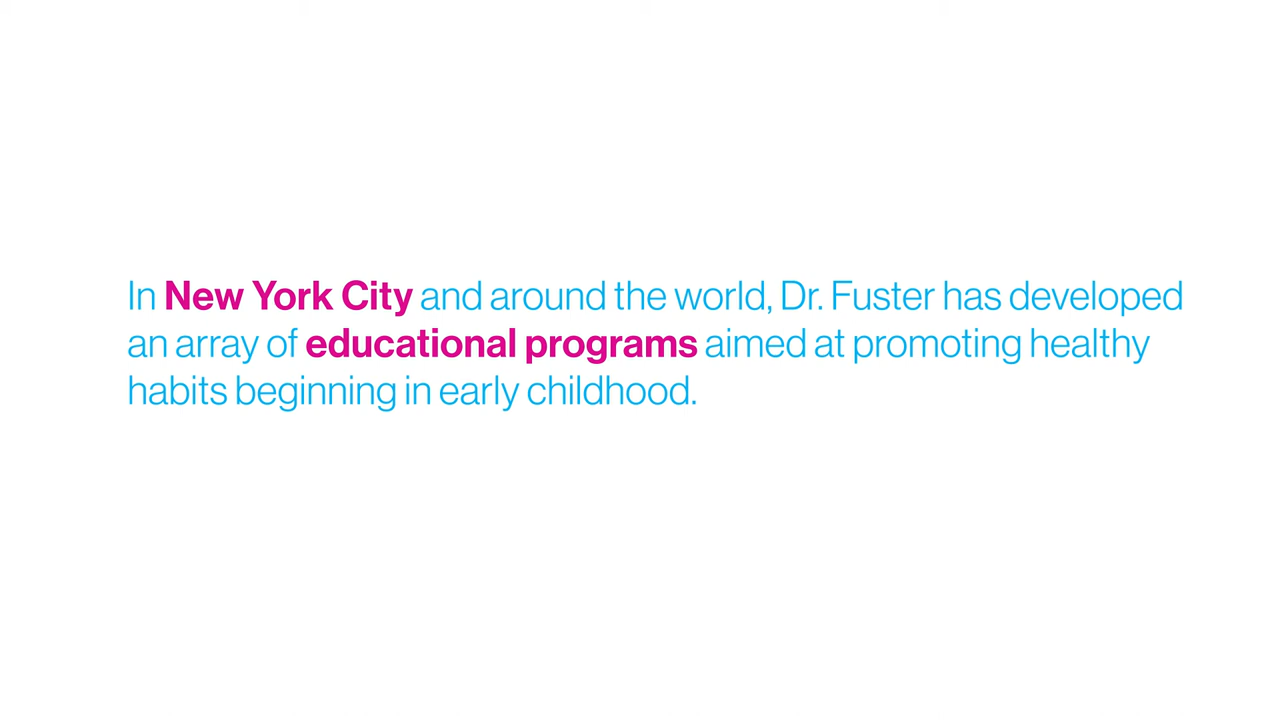 In New York City and around the world, Dr. Fuster has developed
an array of educational programs aimed at promoting healthy
habits beginning in early childhood.